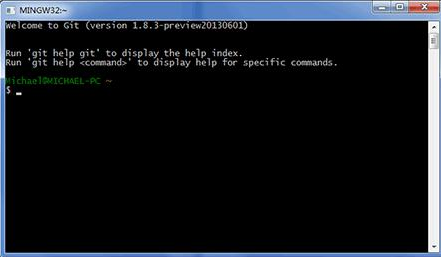 MINGW32:~
Welcome to Git (version 1.8.3-preview20130601)
Run 'git help git' to display the help index.
Run 'git help <command>' to display help for specific commands.
Michael@MICHAEL-PC ~
$